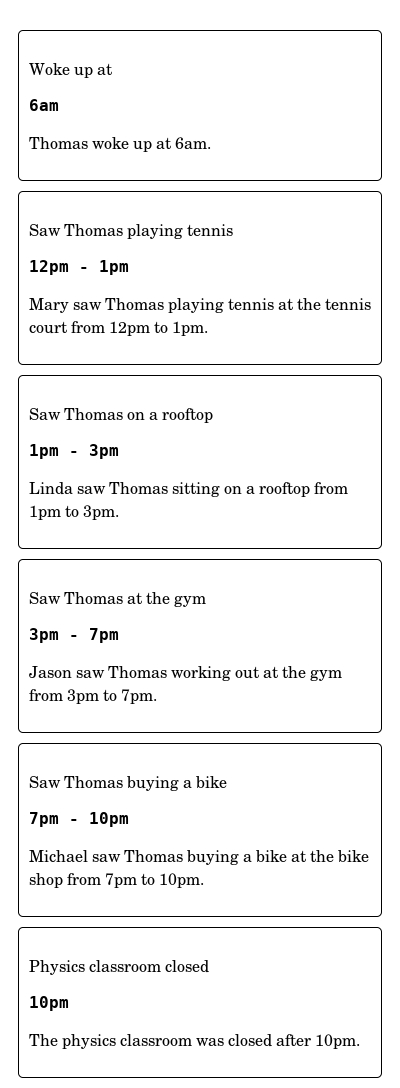 Woke up at
6am
Thomas woke up at 6am.
Saw Thomas playing tennis
12pm - 1pm
Mary saw Thomas playing tennis at the tennis
court from 12pm to 1pm.
Saw Thomas on a rooftop
1pm - 3pm
Linda saw Thomas sitting on a rooftop from
1pm to 3pm.
Saw Thomas at the gym
3pm - 7pm
Jason saw Thomas working out at the gym
from 3pm to 7pm.
Saw Thomas buying a bike
7pm - 10pm
Michael saw Thomas buying a bike at the bike
shop from 7pm to 10pm.
Physics classroom closed
10pm
The physics classroom was closed after 10pm.